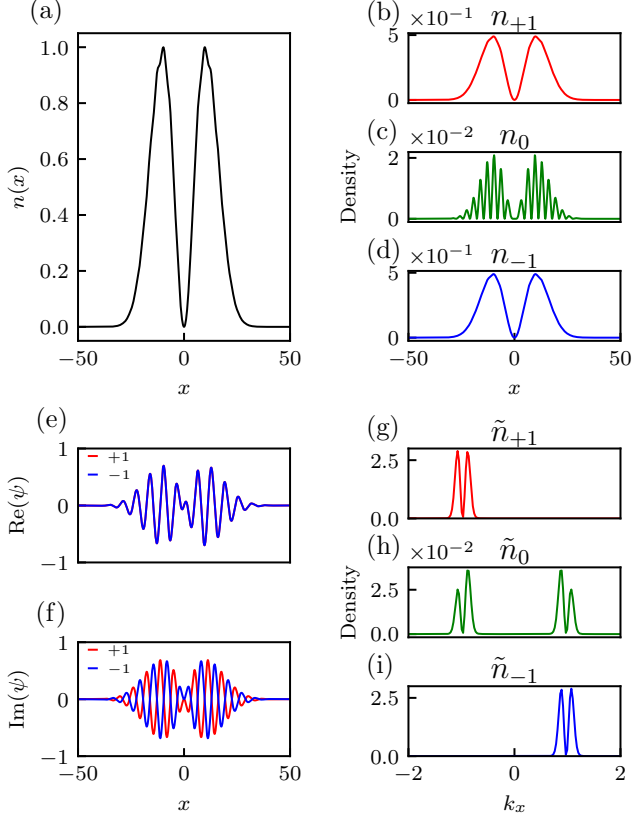 (a)
1.0
0.8
0.6
0.4
0.2
0.0
n(x)
−50 0 50
x
(b) ×10⁻¹ n₊₁
5
0
(c) ×10⁻² n₀
2
0
Density
(d) ×10⁻¹ n₋₁
5
0
−50 0 50
x
(e)
1
0
−1
Re(ψ)
+1
−1
(f)
1
0
−1
Im(ψ)
+1
−1
−50 0 50
x
(g) ñ₊₁
2.5
0.0
(h) ×10⁻² ñ₀
2.5
0.0
Density
(i) ñ₋₁
2.5
0
−2 0 2
kₓ